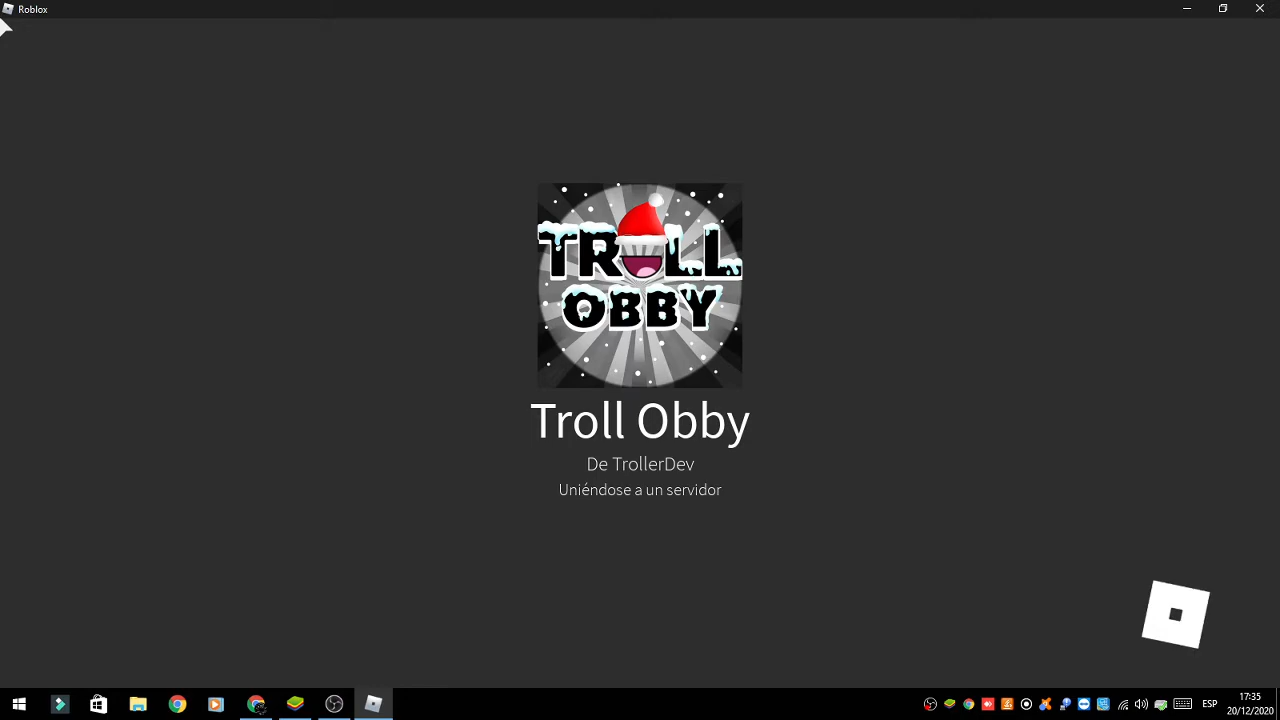 Roblox
TROLL
OBBY
Troll Obby
De TrollerDev
Uniéndose a un servidor
17:35
ESP
20/12/2020